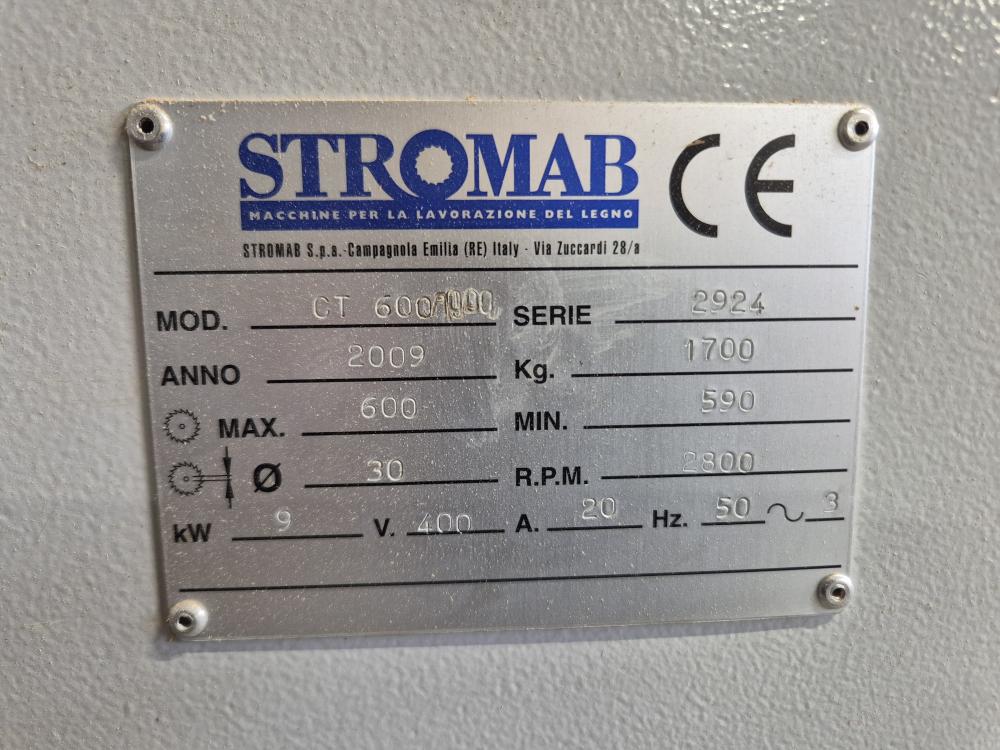 STROMAB
MACCHINE PER LA LAVORAZIONE DEL LEGNO
CE
STROMAB S.p.a.-Campagnola Emilia (RE) Italy - Via Zuccardi 28/a
MOD. CT 600 SERIE 2924
ANNO 2009 Kg. 1700
MAX. 600 MIN. 590
Ø 30 R.P.M. 2800
kW 9 V. 400 A. 20 Hz. 50 ~ 3